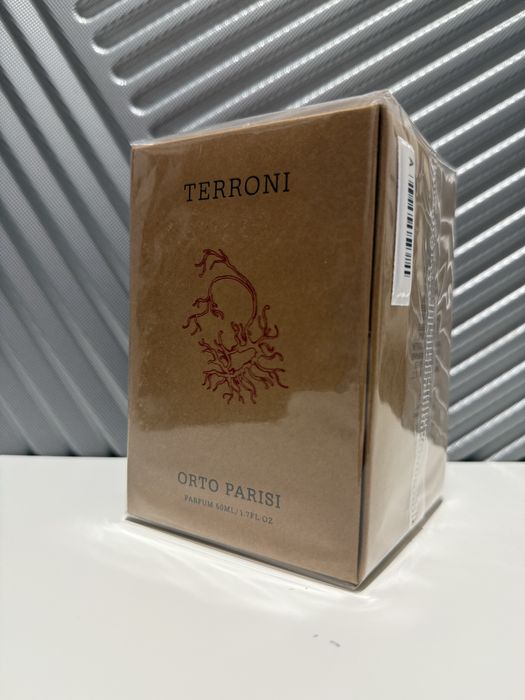 TERRONI
ORTO PARISI
PARFUM 50ML/1.7FL.OZ
A